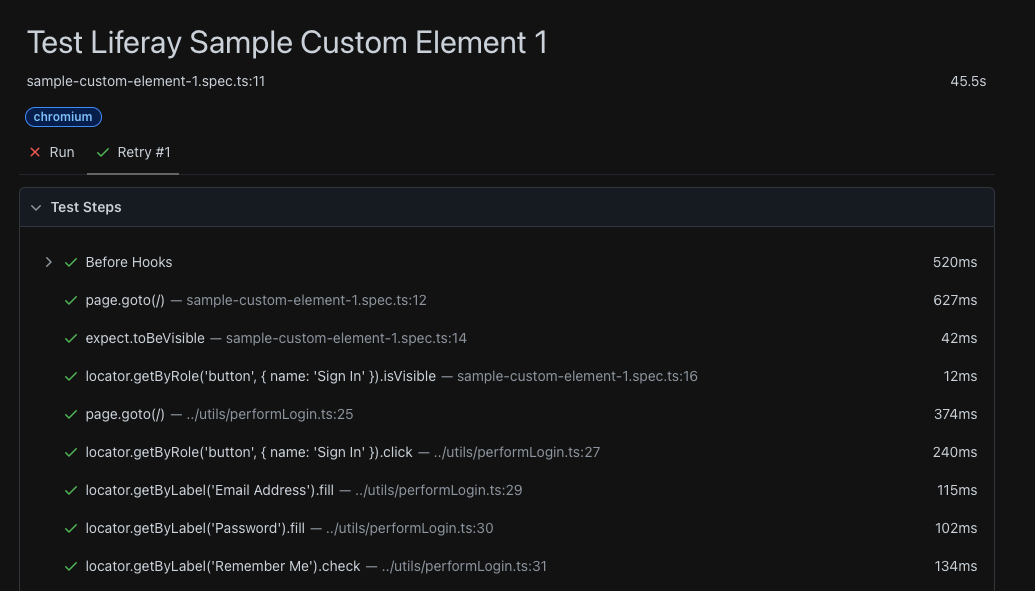 Test Liferay Sample Custom Element 1
sample-custom-element-1.spec.ts:11 45.5s
chromium
Run Retry #1
Test Steps
Before Hooks 520ms
page.goto(/) — sample-custom-element-1.spec.ts:12 627ms
expect.toBeVisible — sample-custom-element-1.spec.ts:14 42ms
locator.getByRole('button', { name: 'Sign In' }).isVisible — sample-custom-element-1.spec.ts:16 12ms
page.goto(/) — ../utils/performLogin.ts:25 374ms
locator.getByRole('button', { name: 'Sign In' }).click — ../utils/performLogin.ts:27 240ms
locator.getByLabel('Email Address').fill — ../utils/performLogin.ts:29 115ms
locator.getByLabel('Password').fill — ../utils/performLogin.ts:30 102ms
locator.getByLabel('Remember Me').check — ../utils/performLogin.ts:31 134ms